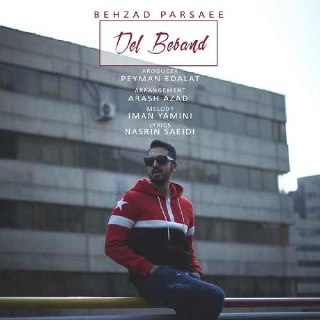 BEHZAD PARSAEE
Del Beband
PRODUCER
PEYMAN EDALAT
ARRANGEMENT
ARASH AZAD
MELODY
IMAN YAMINI
LYRICS
NASRIN SAEIDI